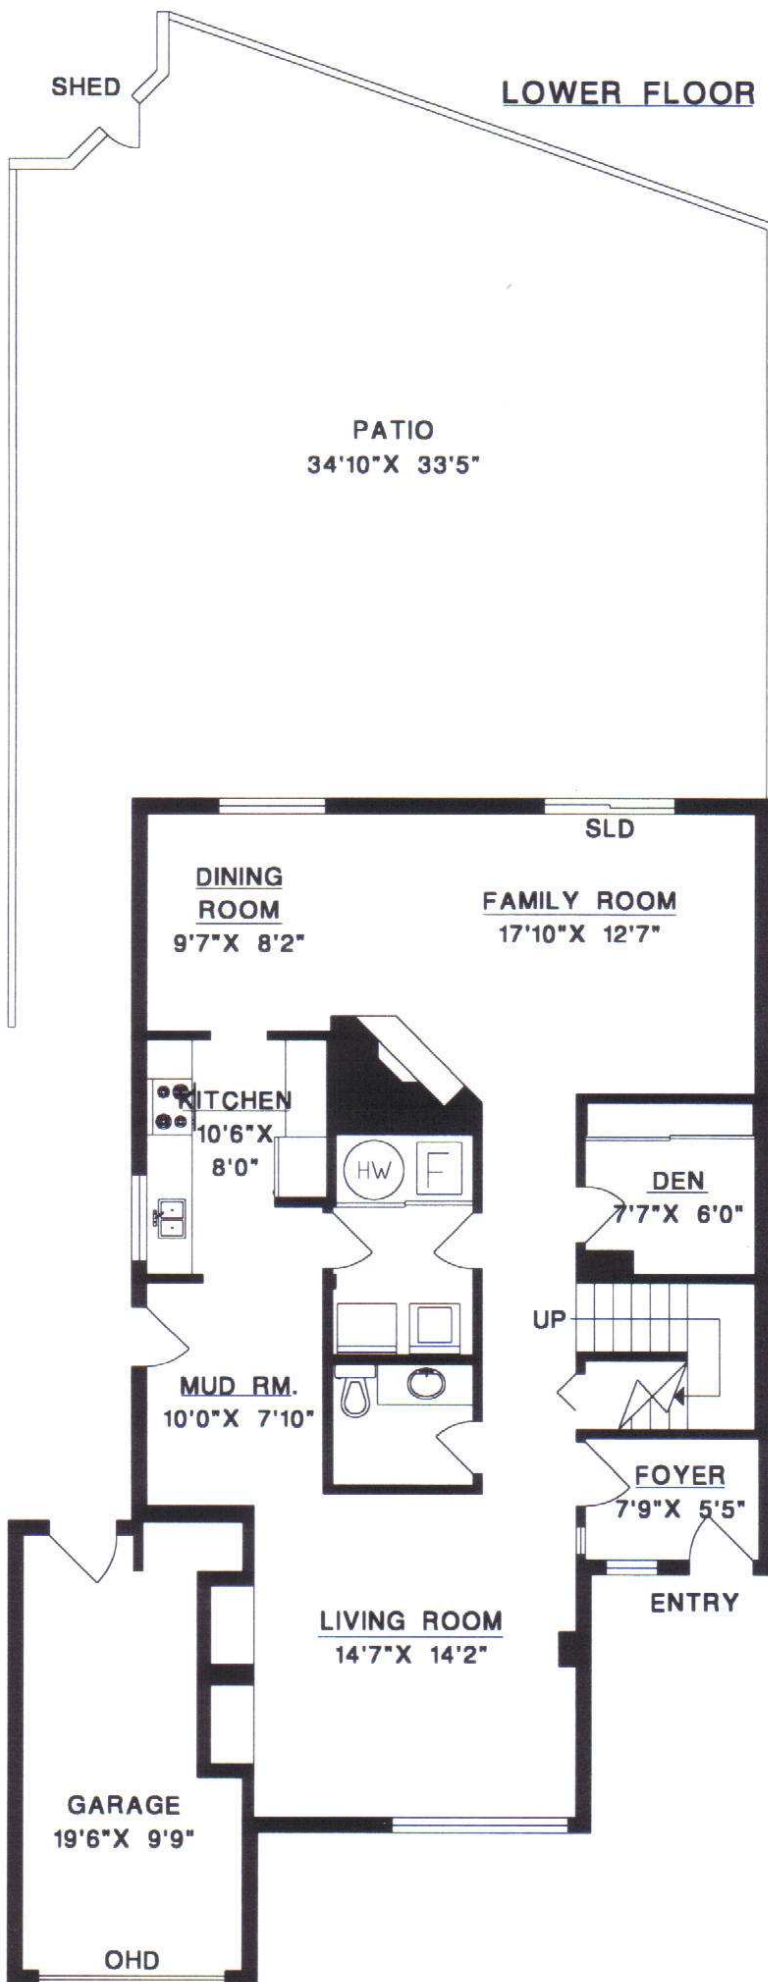 SHED
LOWER FLOOR
PATIO
34'10"X 33'5"
SLD
DINING
ROOM
9'7"X 8'2"
FAMILY ROOM
17'10"X 12'7"
KITCHEN
10'6"X
8'0"
HW
F
DEN
7'7"X 6'0"
UP
MUD RM.
10'0"X 7'10"
FOYER
7'9"X 5'5"
ENTRY
LIVING ROOM
14'7"X 14'2"
GARAGE
19'6"X 9'9"
OHD